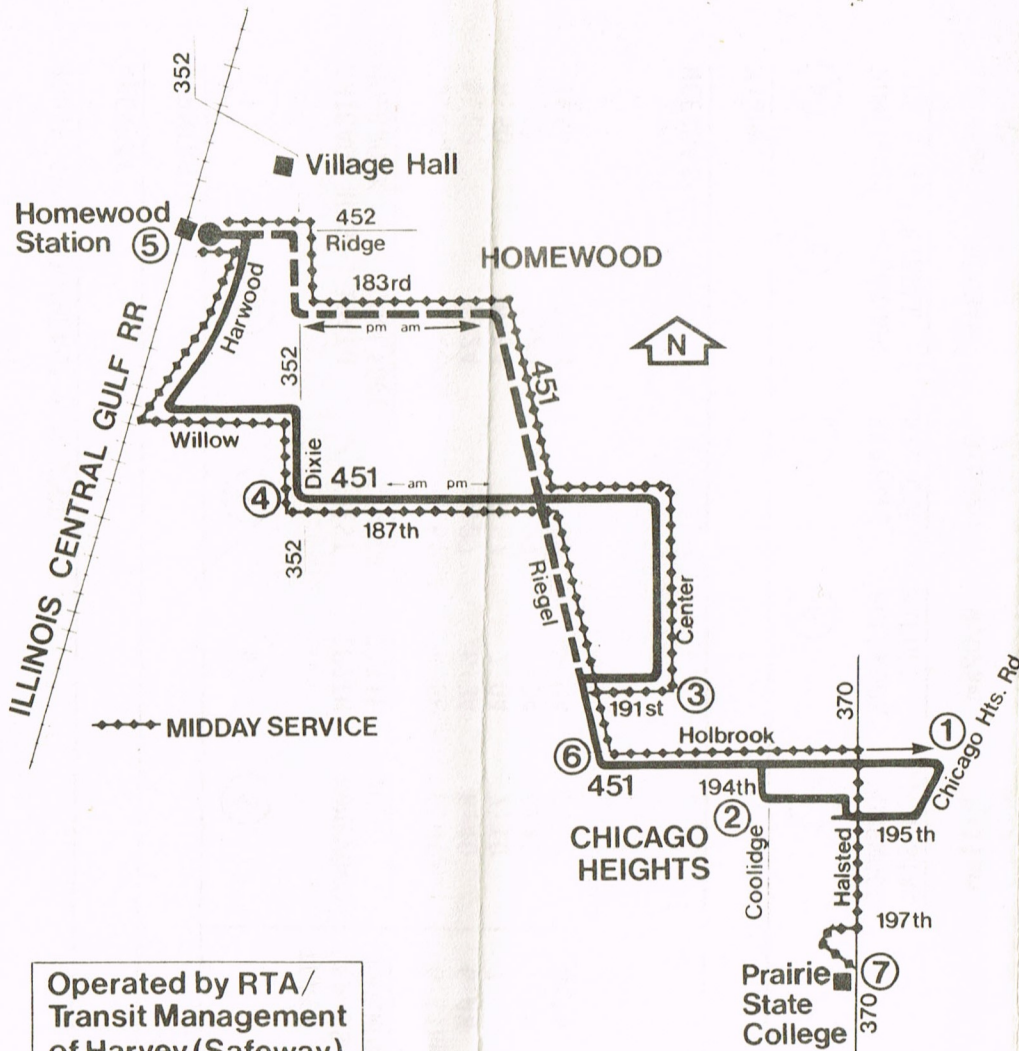 352
Village Hall
Homewood
Station ⑤
452
Ridge
HOMEWOOD
183rd
pm am
N
Harwood
352
451
ILLINOIS CENTRAL GULF RR
Willow
Dixie
451
am pm
④
187th
352
Riegel
Center
191st
③
MIDDAY SERVICE
370
Holbrook
①
Chicago Hts. Rd
⑥
451
194th
②
CHICAGO
HEIGHTS
Coolidge
Halsted
195th
197th
Prairie
State
College
⑦
370
Operated by RTA/
Transit Management
of Harvey (Safeway)